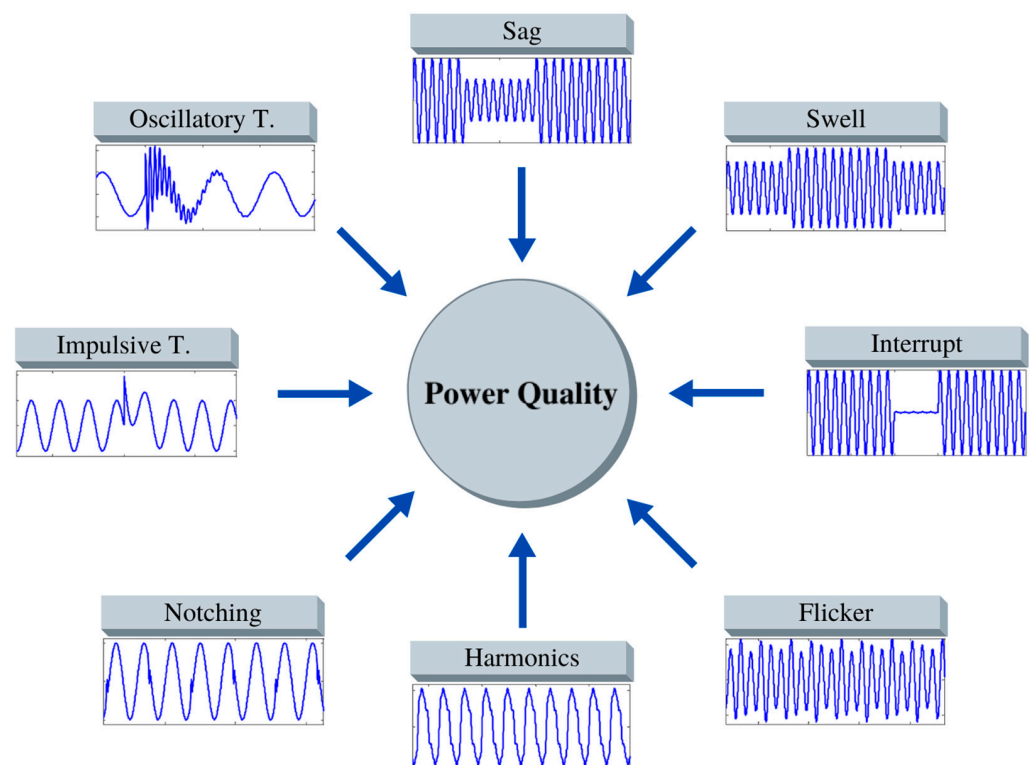 Sag
Oscillatory T.
Swell
Impulsive T.
Interrupt
Power Quality
Notching
Harmonics
Flicker